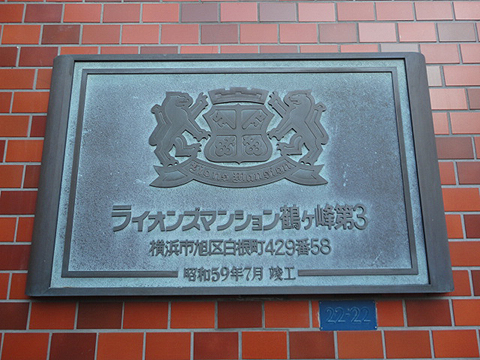 ライオンズマンション鶴ヶ峰第3
横浜市旭区白根町429番58
昭和59年7月 竣工
22-22